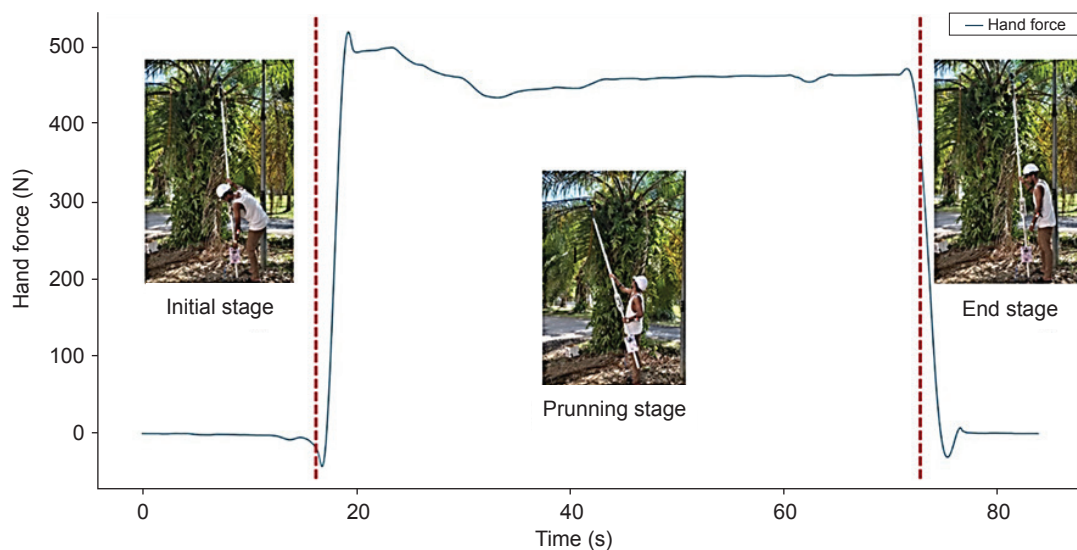 Hand force
500
400
300
200
100
0
Hand force (N)
Initial stage
Prunning stage
End stage
0
20
40
60
80
Time (s)